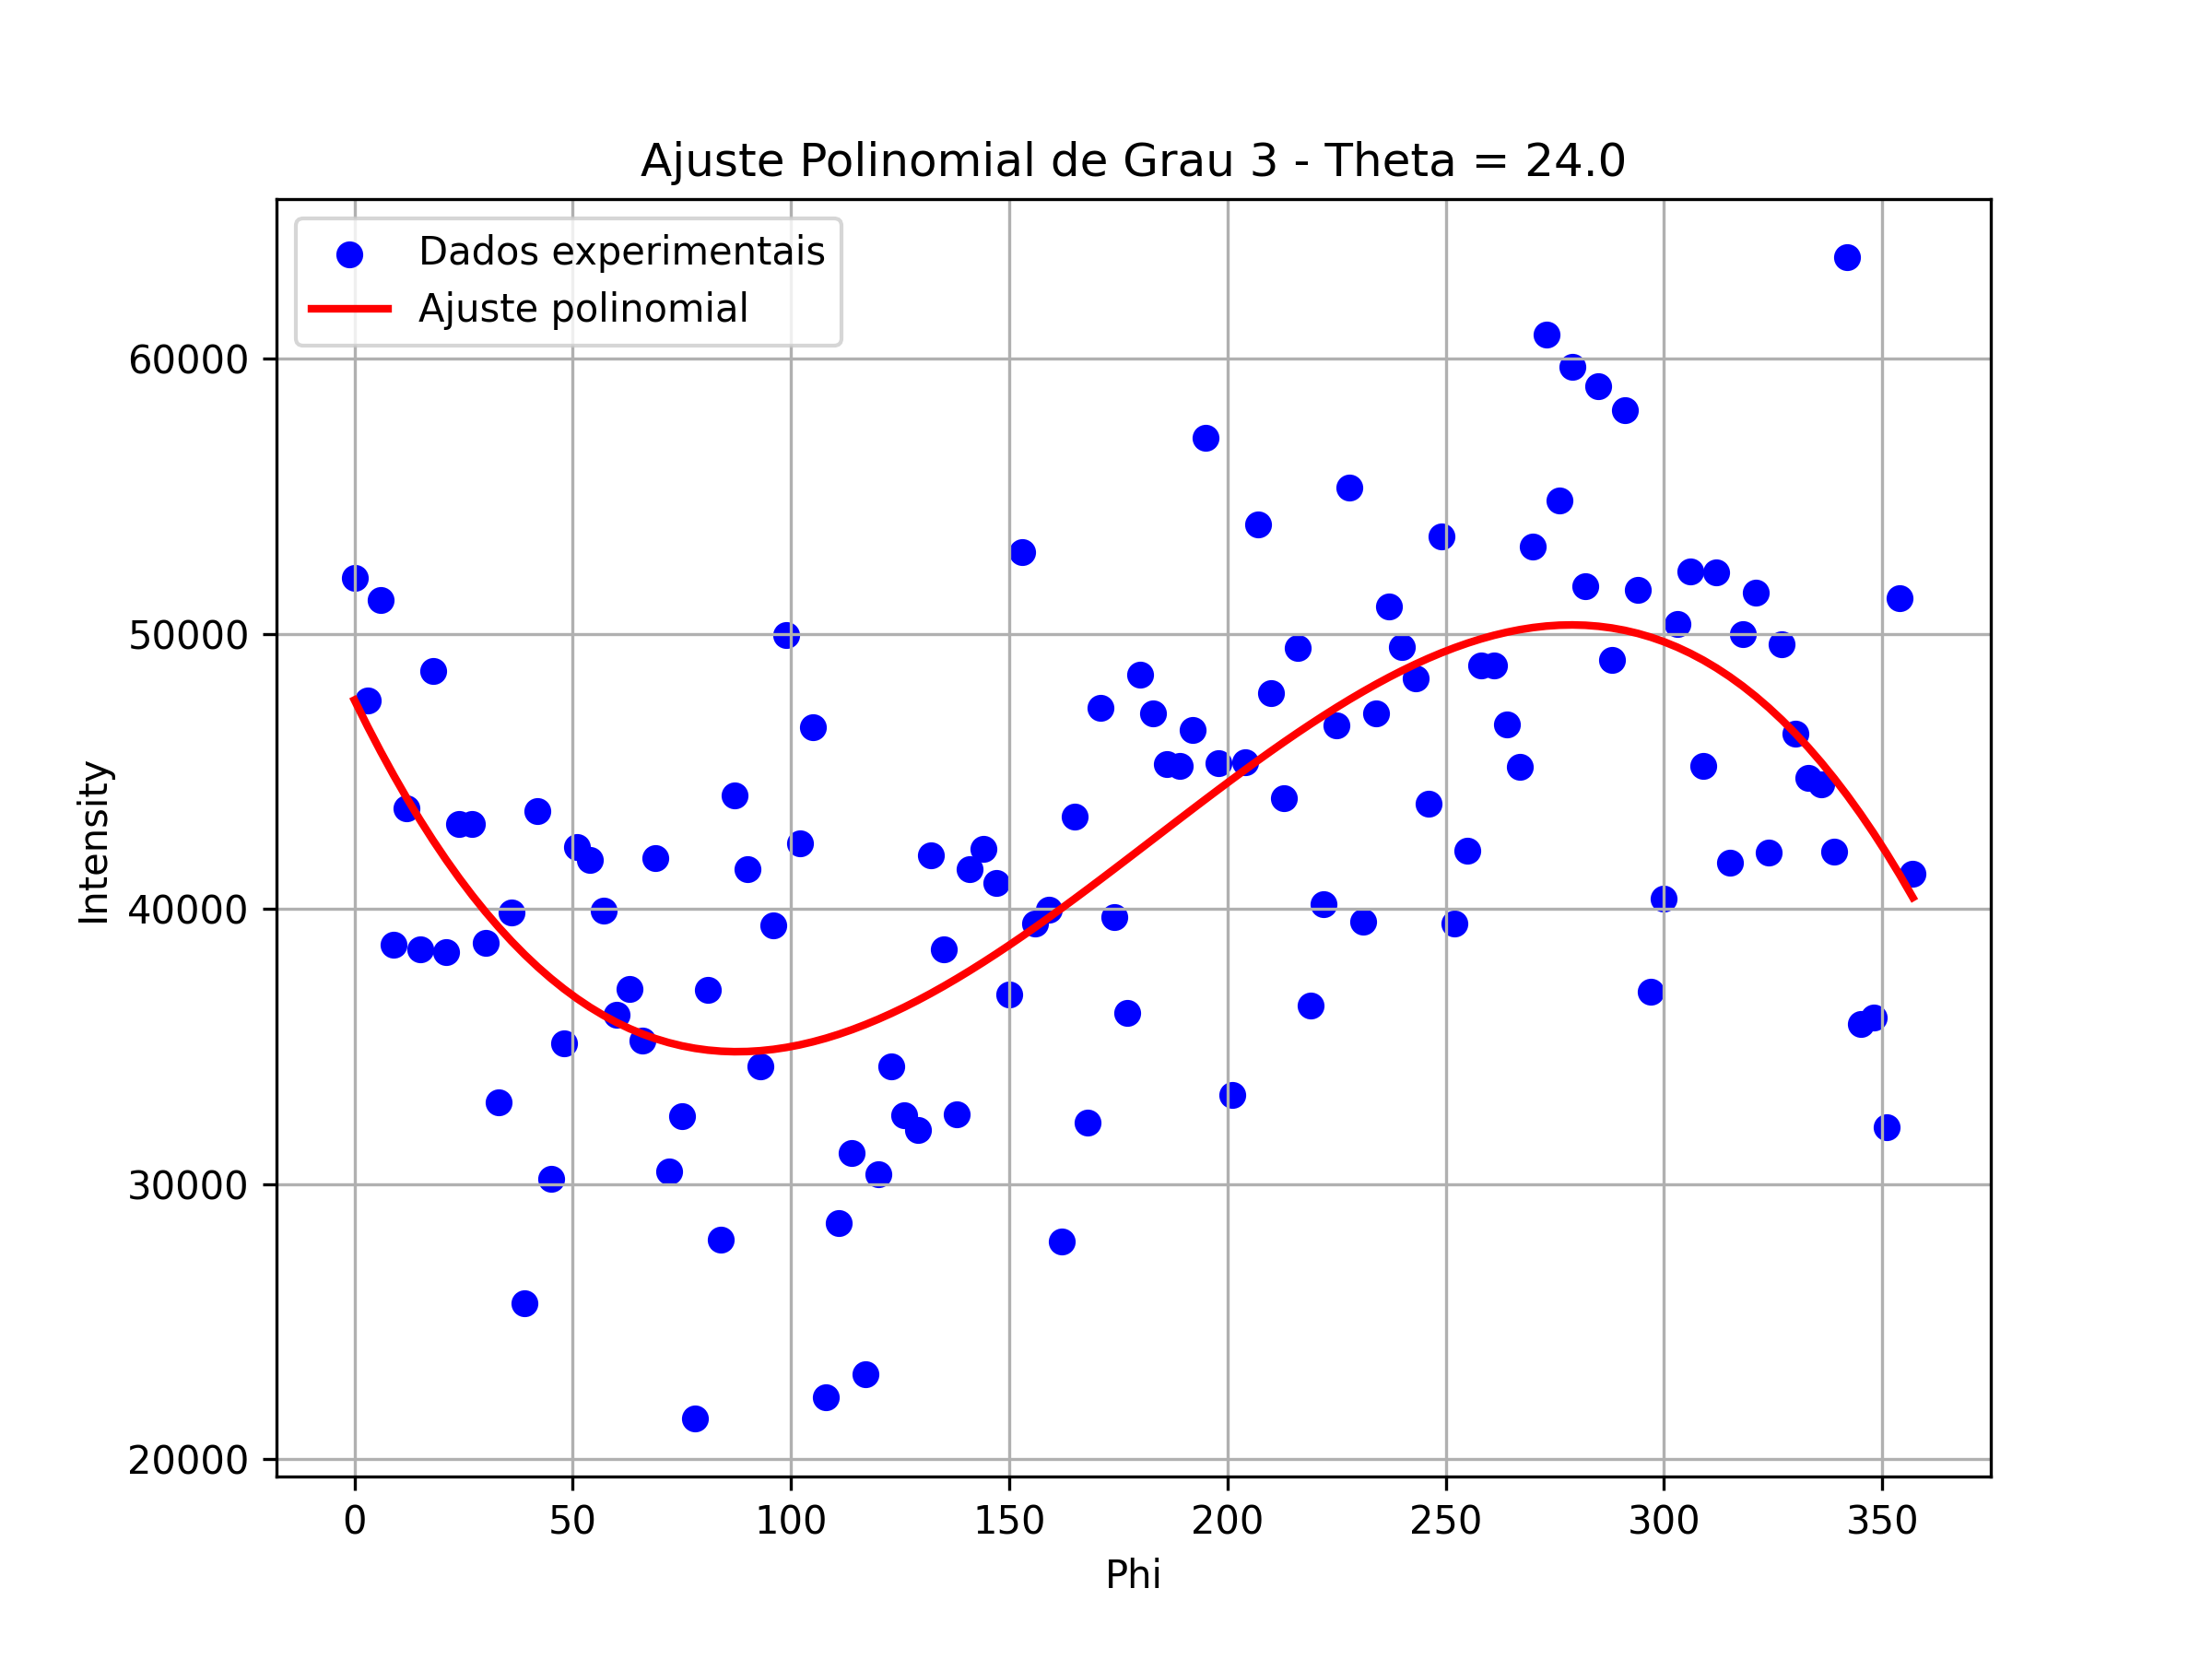 Ajuste Polinomial de Grau 3 - Theta = 24.0
Dados experimentais
Ajuste polinomial
60000
50000
40000
30000
20000
Intensity
0 50 100 150 200 250 300 350
Phi